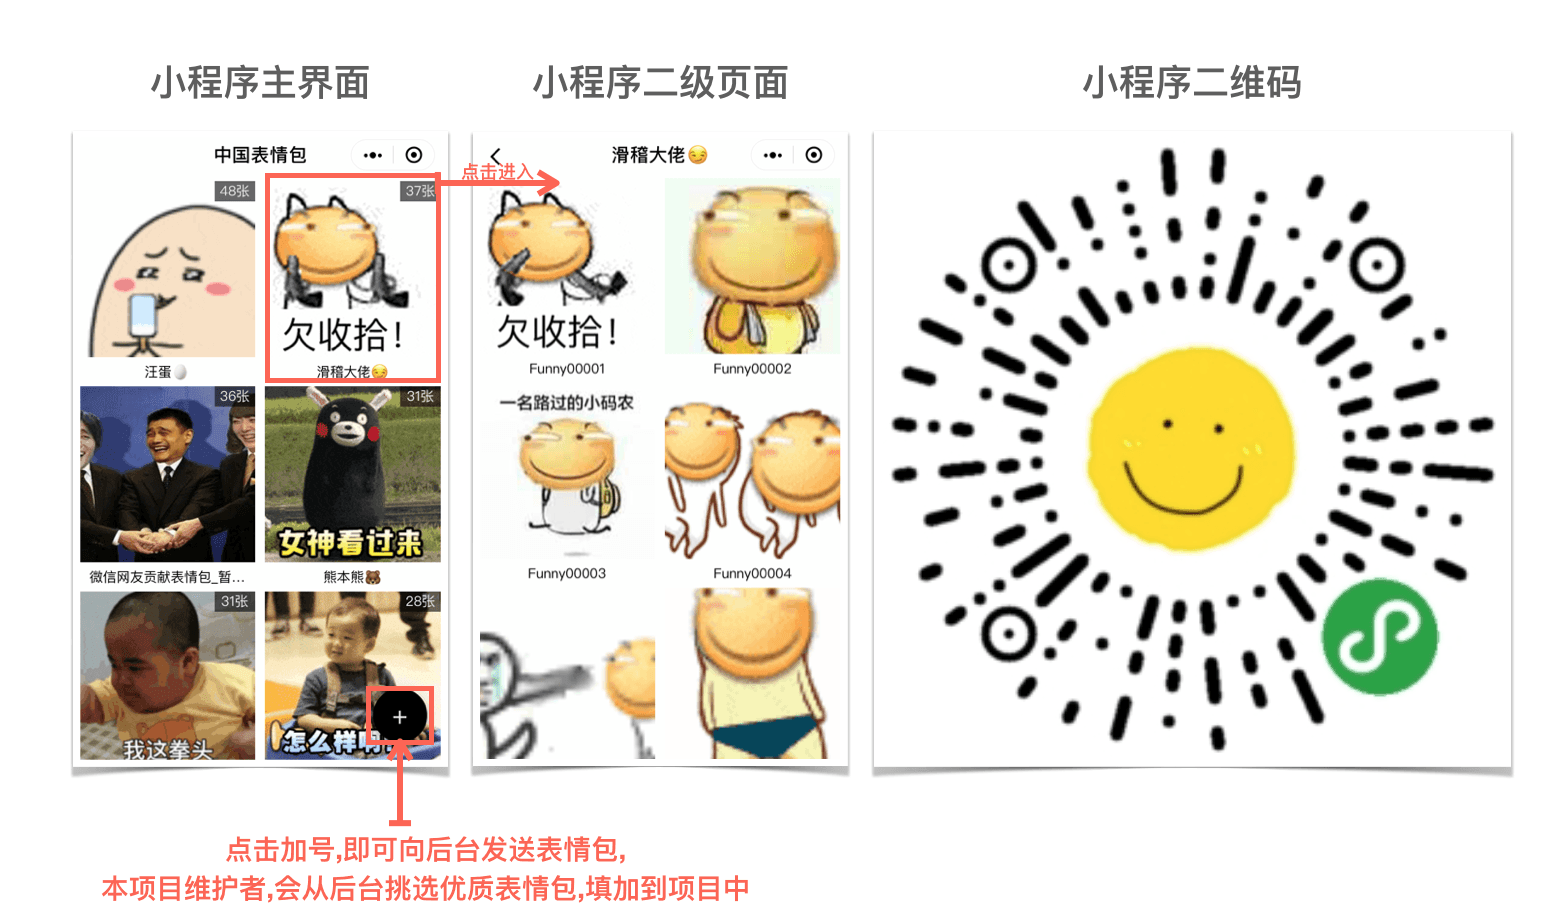 小程序主界面
小程序二级页面
小程序二维码
中国表情包
48张
37张
欠收拾!
汪蛋🥚
滑稽大佬😏
36张
31张
女神看过来
微信网友贡献表情包_暂...
熊本熊🐻
31张
28张
我这拳头
怎么样啊
+
点击进入
滑稽大佬😏
欠收拾!
Funny00001
Funny00002
一名路过的小码农
Funny00003
Funny00004
点击加号,即可向后台发送表情包,
本项目维护者,会从后台挑选优质表情包,填加到项目中